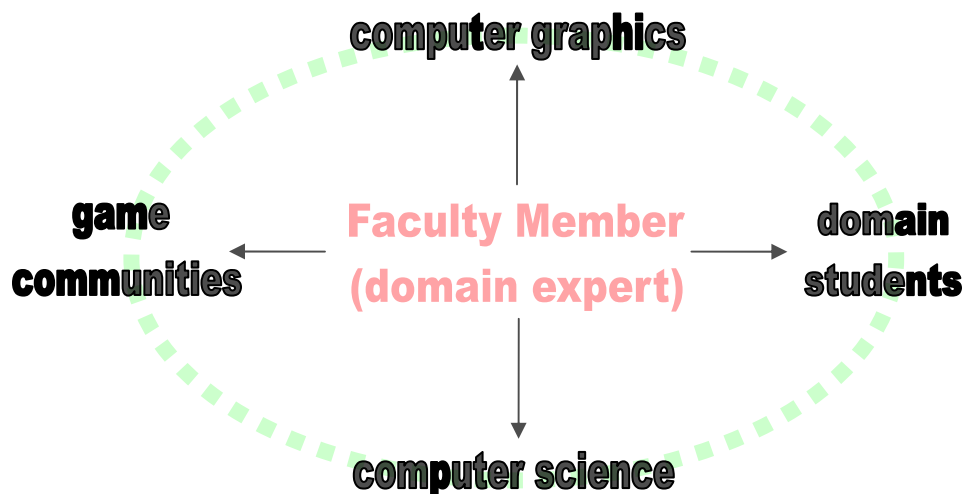 computer graphics
game
communities
Faculty Member
(domain expert)
domain
students
computer science